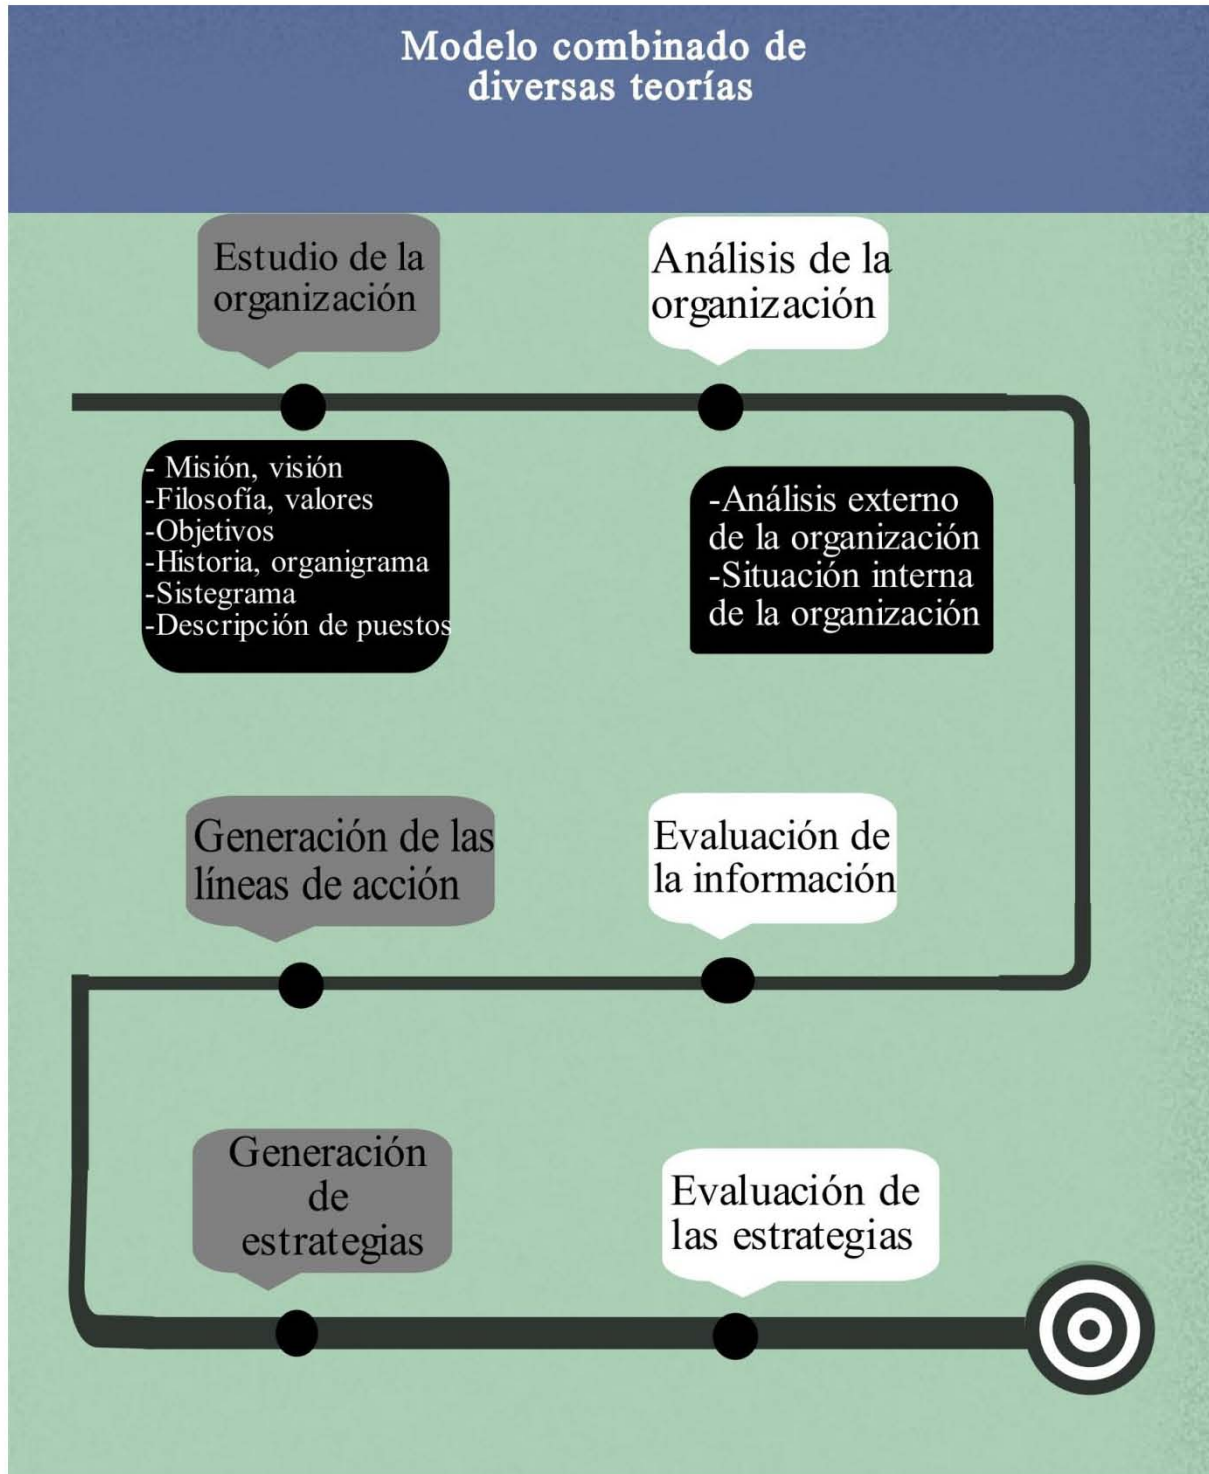 Modelo combinado de
diversas teorías
Estudio de la
organización
- Misión, visión
-Filosofía, valores
-Objetivos
-Historia, organigrama
-Sistegrama
-Descripción de puestos
Análisis de la
organización
-Análisis externo
de la organización
-Situación interna
de la organización
Evaluación de
la información
Generación de las
líneas de acción
Generación
de
estrategias
Evaluación de
las estrategias